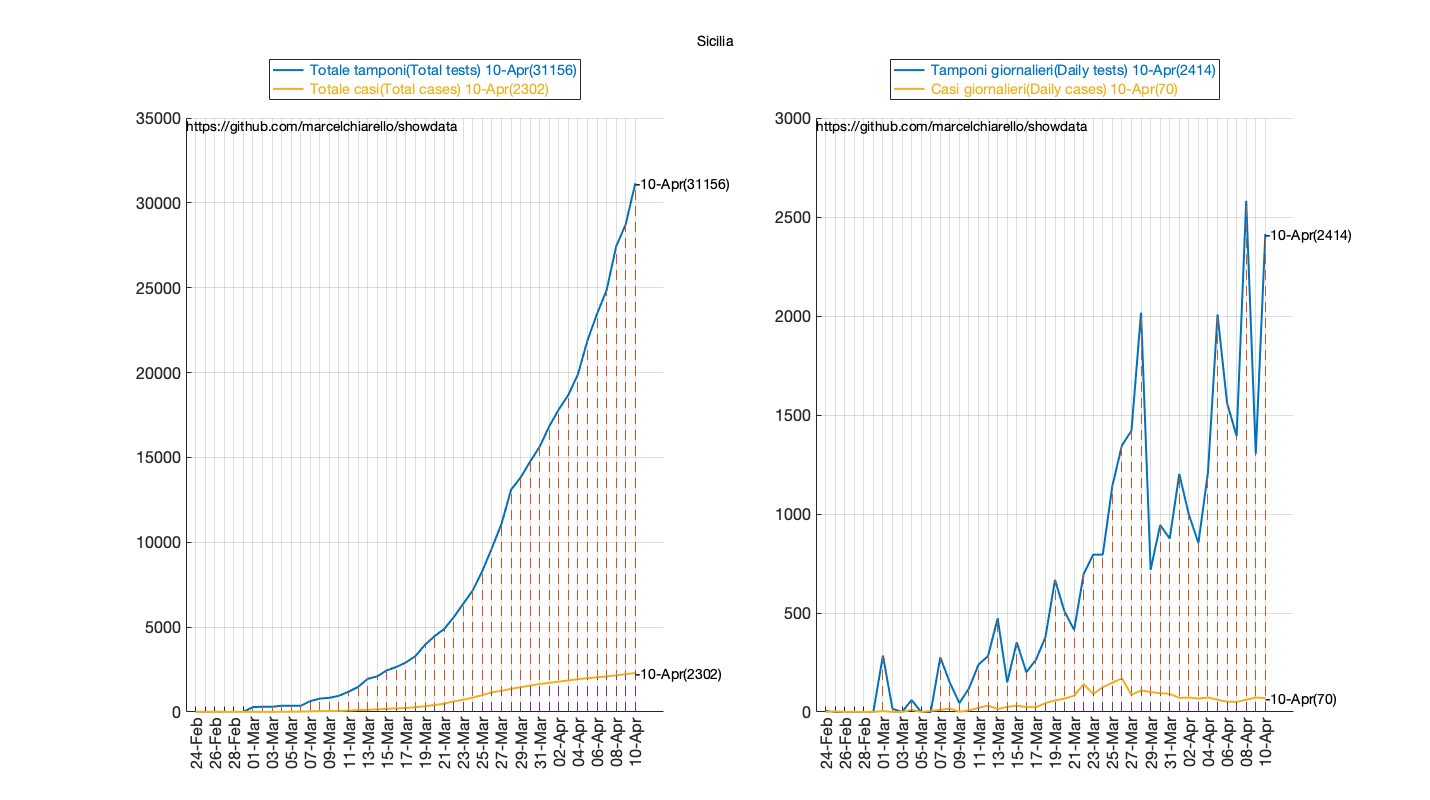 Sicilia
Totale tamponi(Total tests) 10-Apr(31156)
Totale casi(Total cases) 10-Apr(2302)
35000
https://github.com/marcelchiarello/showdata
30000
25000
20000
15000
10000
5000
0
10-Apr(31156)
10-Apr(2302)
24-Feb
26-Feb
28-Feb
01-Mar
03-Mar
05-Mar
07-Mar
09-Mar
11-Mar
13-Mar
15-Mar
17-Mar
19-Mar
21-Mar
23-Mar
25-Mar
27-Mar
29-Mar
31-Mar
02-Apr
04-Apr
06-Apr
08-Apr
10-Apr
Tamponi giornalieri(Daily tests) 10-Apr(2414)
Casi giornalieri(Daily cases) 10-Apr(70)
3000
https://github.com/marcelchiarello/showdata
2500
2000
1500
1000
500
0
10-Apr(2414)
10-Apr(70)
24-Feb
26-Feb
28-Feb
01-Mar
03-Mar
05-Mar
07-Mar
09-Mar
11-Mar
13-Mar
15-Mar
17-Mar
19-Mar
21-Mar
23-Mar
25-Mar
27-Mar
29-Mar
31-Mar
02-Apr
04-Apr
06-Apr
08-Apr
10-Apr